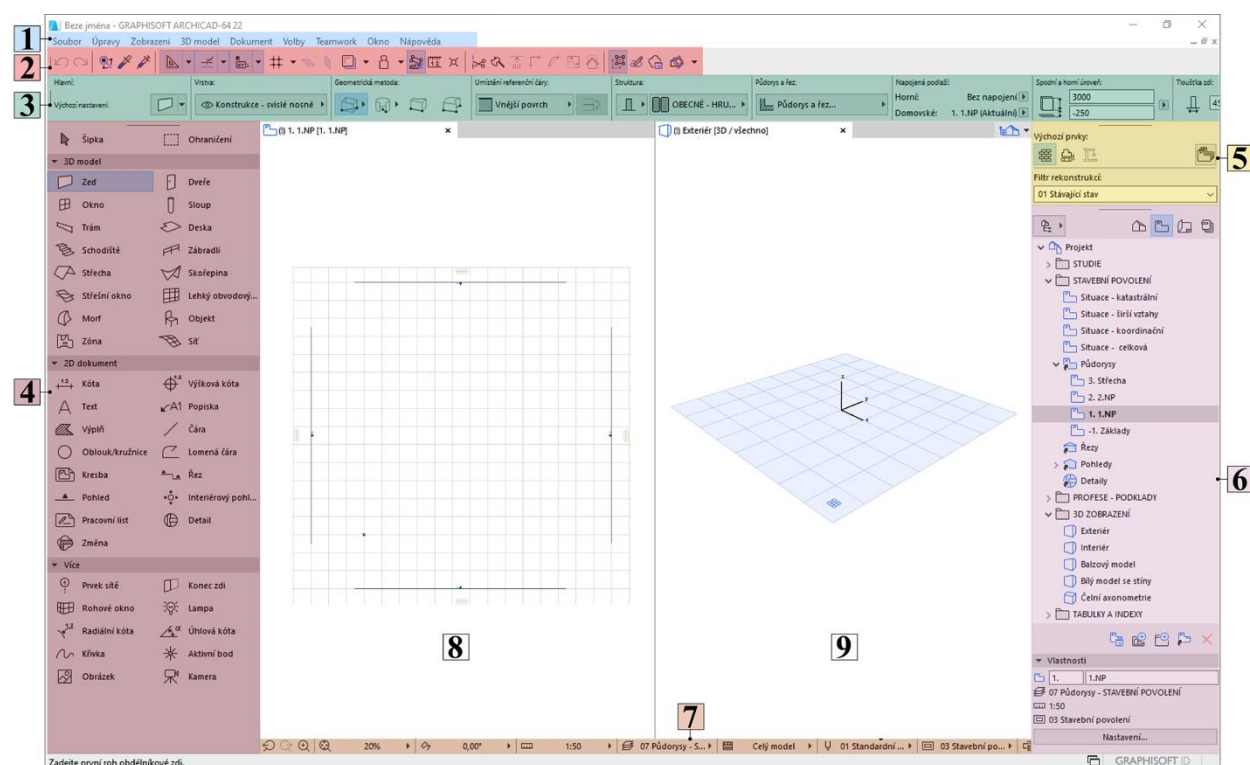 Beze jména - GRAPHISOFT ARCHICAD-64 22
1
Soubor Úpravy Zobrazení 3D model Dokument Volby Teamwork Okno Nápověda
2
3
Hlavní: Vrstva: Geometrická metoda: Umístění referenční čáry: Struktura: Půdorys a řez: Napojená podlaží: Spodní a horní úroveň: Tloušťka zdi:
Výchozí nastavení: Konstrukce - svislé nosné Vnější povrch OBECNÉ - HRU... Půdorys a řez... Horní: Bez napojení 3000
Domovské: 1. 1.NP (Aktuální) -250
Šipka Ohraničení
3D model
Zeď Dveře
Okno Sloup
Trám Deska
Schodiště Zábradlí
Střecha Skořepina
Střešní okno Lehký obvodový...
Morf Objekt
Zóna Síť
2D dokument
4
Kóta Výšková kóta
Text Popiska
Výplň Čára
Oblouk/kružnice Lomená čára
Kresba Řez
Pohled Interiérový pohl...
Pracovní list Detail
Změna
Více
Prvek sítě Konec zdi
Rohové okno Lampa
Radiální kóta Úhlová kóta
Křivka Aktivní bod
Obrázek Kamera
(!) 1. 1.NP [1. 1.NP]
8
(!) Exteriér [3D / všechno]
z
y
x
9
Výchozí prvky:
5
Filtr rekonstrukcí:
01 Stávající stav
Projekt
STUDIE
STAVEBNÍ POVOLENÍ
Situace - katastrální
Situace - širší vztahy
Situace - koordinační
Situace - celková
Půdorysy
3. Střecha
2. 2.NP
1. 1.NP
-1. Základy
Řezy
Pohledy
Detaily
6
PROFESE - PODKLADY
3D ZOBRAZENÍ
Exteriér
Interiér
Balzový model
Bílý model se stíny
Čelní axonometrie
TABULKY A INDEXY
Vlastnosti
1. 1.NP
07 Půdorysy - STAVEBNÍ POVOLENÍ
1:50
03 Stavební povolení
Nastavení...
7
20% 0,00° 1:50 07 Půdorysy - S... Celý model 01 Standardní ... 03 Stavební po...
Zadejte první roh obdélníkové zdi.
GRAPHISOFT ID